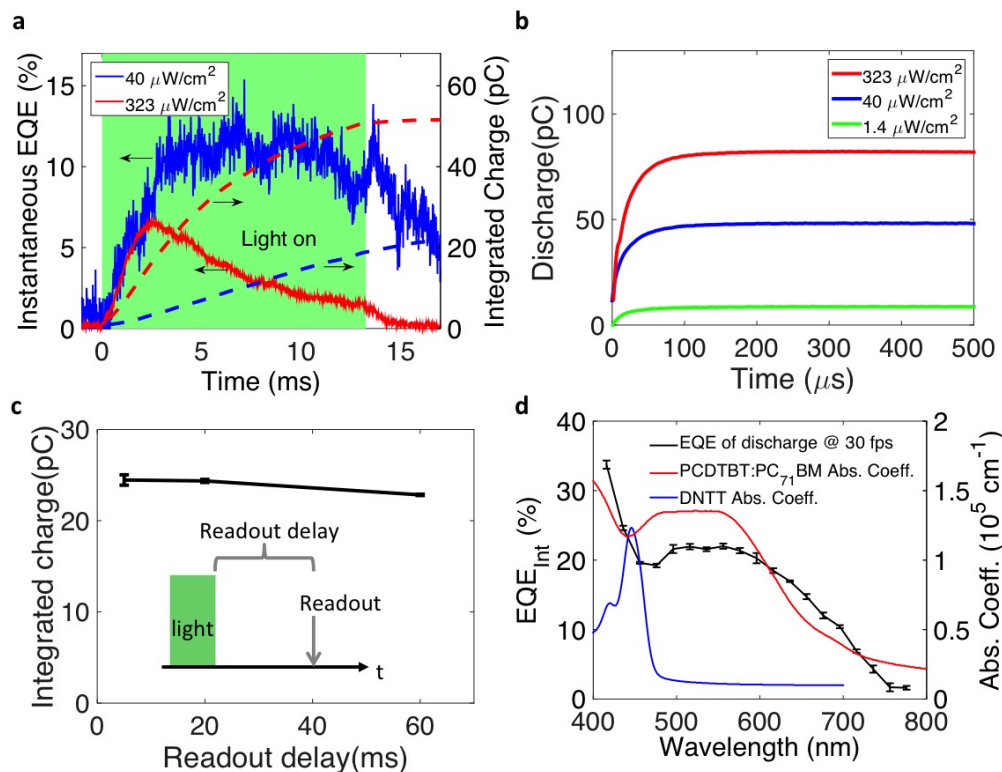 a
Instantaneous EQE (%)
15
10
5
0
40 μW/cm²
323 μW/cm²
Light on
60
40
20
0
Integrated Charge (pC)
0
5
10
15
Time (ms)
b
Discharge(pC)
100
50
0
323 μW/cm²
40 μW/cm²
1.4 μW/cm²
0
100
200
300
400
500
Time (μs)
c
Integrated charge(pC)
30
20
10
0
Readout delay
Readout
light
t
0
20
40
60
Readout delay(ms)
d
EQE_Int (%)
40
30
20
10
0
EQE of discharge @ 30 fps
PCDTBT:PC₇₁BM Abs. Coeff.
DNTT Abs. Coeff.
2
1.5
1
0.5
0
Abs. Coeff. (10⁵ cm⁻¹)
400
500
600
700
800
Wavelength (nm)